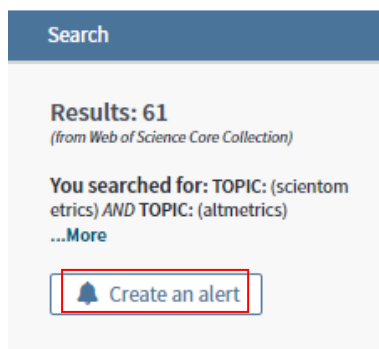 Search
Results: 61
(from Web of Science Core Collection)
You searched for: TOPIC: (scientom
etrics) AND TOPIC: (altmetrics)
...More
Create an alert